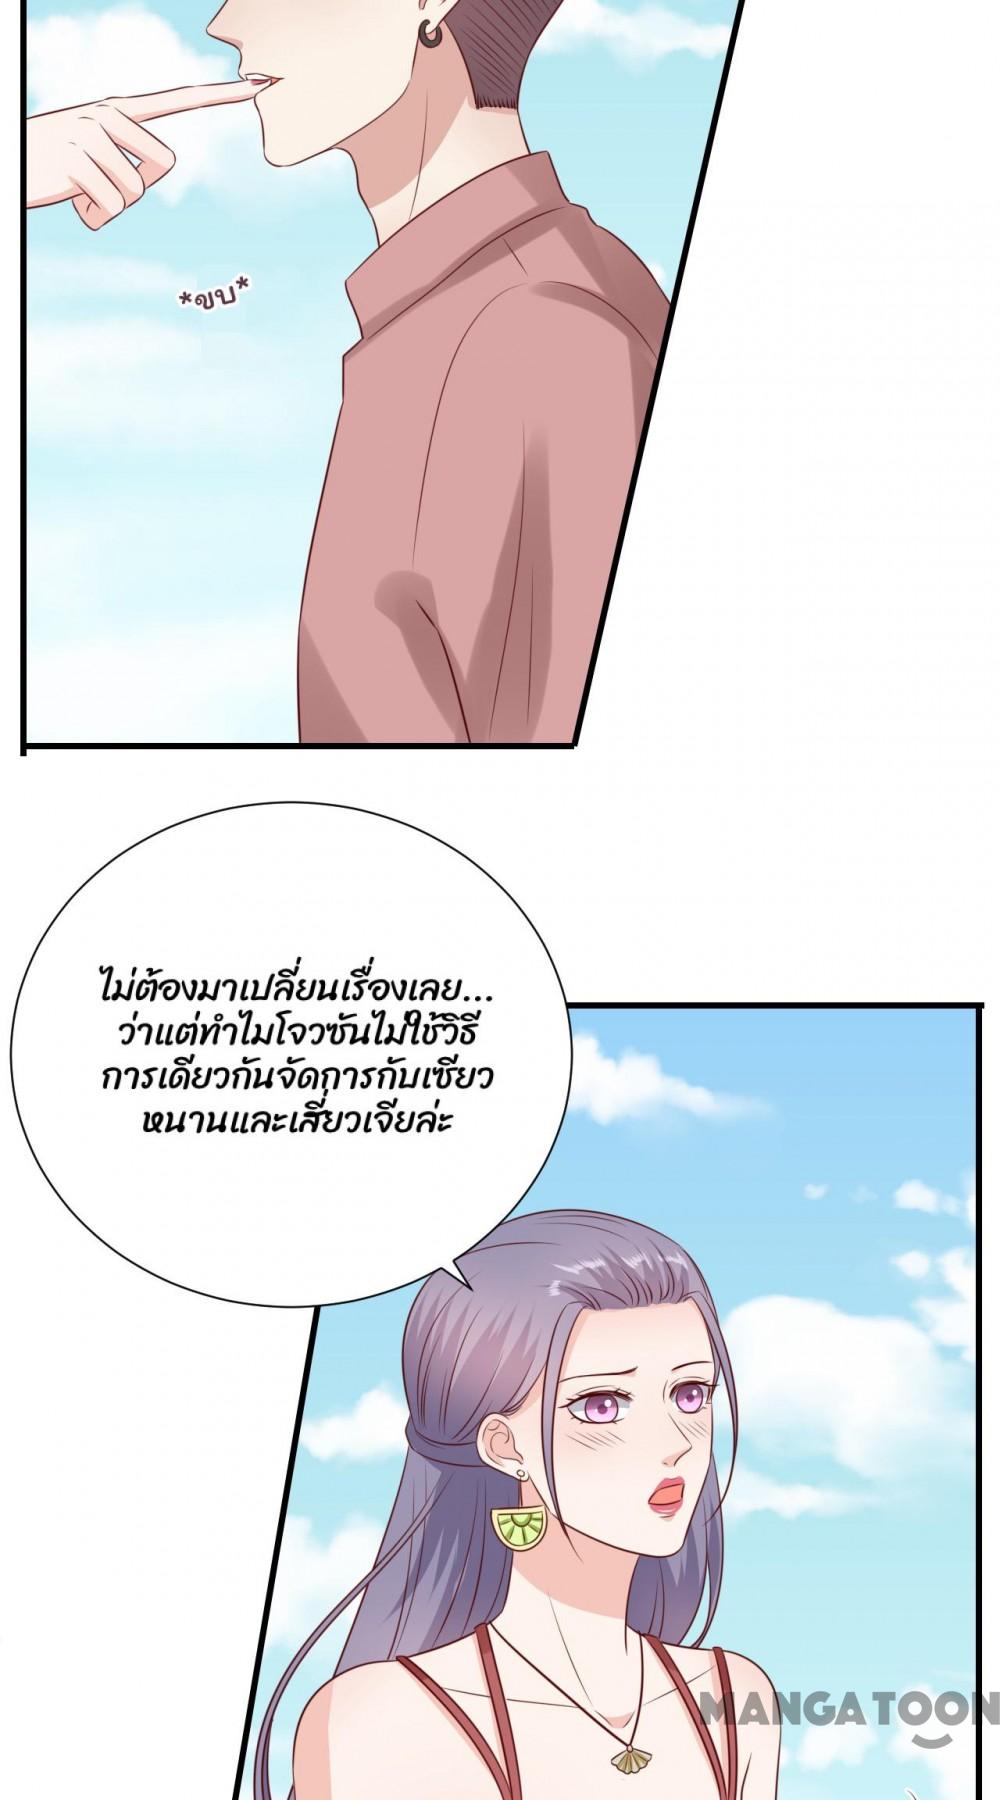 *ขบ*
ไม่ต้องมาเปลี่ยนเรื่องเลย...
ว่าแต่ทำไมโจวซันไม่ใช้วิธี
การเดียวกันจัดการกับเซียว
หนานและเสี่ยวเจียล่ะ
MANGATOON